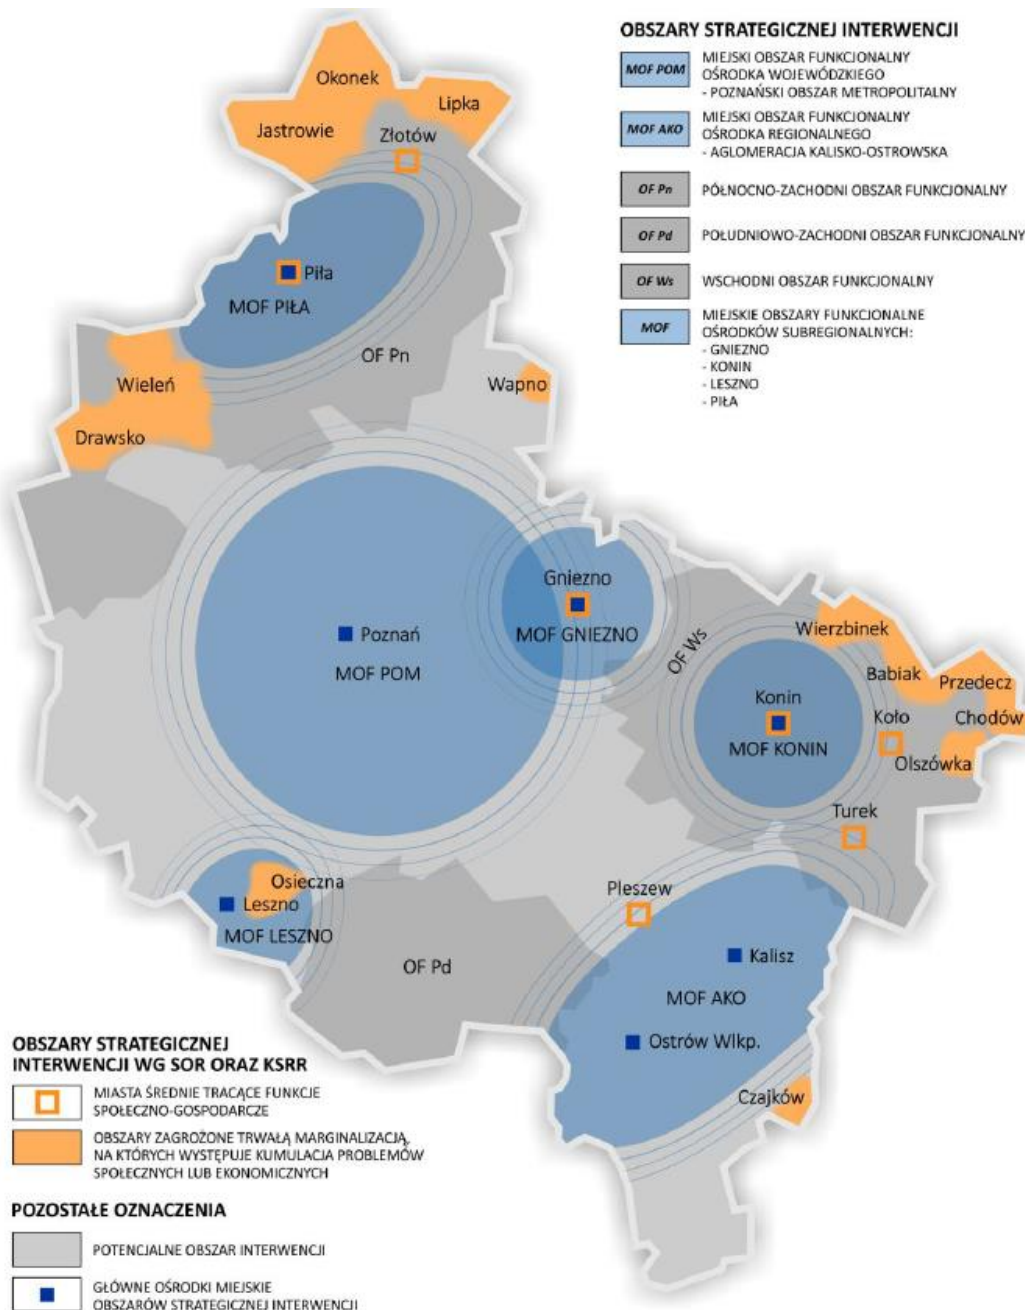 OBSZARY STRATEGICZNEJ INTERWENCJI
MOF POM
MIEJSKI OBSZAR FUNKCJONALNY
OŚRODKA WOJEWÓDZKIEGO
- POZNAŃSKI OBSZAR METROPOLITALNY
MOF AKO
MIEJSKI OBSZAR FUNKCJONALNY
OŚRODKA REGIONALNEGO
- AGLOMERACJA KALISKO-OSTROWSKA
OF Pn
PÓŁNOCNO-ZACHODNI OBSZAR FUNKCJONALNY
OF Pd
POŁUDNIOWO-ZACHODNI OBSZAR FUNKCJONALNY
OF Ws
WSCHODNI OBSZAR FUNKCJONALNY
MOF
MIEJSKIE OBSZARY FUNKCJONALNE
OŚRODKÓW SUBREGIONALNYCH:
- GNIEZNO
- KONIN
- LESZNO
- PIŁA
Okonek
Lipka
Jastrowie
Złotów
Piła
MOF PIŁA
OF Pn
Wieleń
Wapno
Drawsko
Gniezno
MOF GNIEZNO
Poznań
MOF POM
OF Ws
Wierzbinek
Babiak
Przedecz
Konin
Koło
Chodów
MOF KONIN
Olszówka
Turek
Osieczna
Leszno
MOF LESZNO
Pleszew
OF Pd
Kalisz
MOF AKO
Ostrów Wlkp.
Czajków
OBSZARY STRATEGICZNEJ
INTERWENCJI WG SOR ORAZ KSRR
MIASTA ŚREDNIE TRACĄCE FUNKCJE
SPOŁECZNO-GOSPODARCZE
OBSZARY ZAGROŻONE TRWAŁĄ MARGINALIZACJĄ,
NA KTÓRYCH WYSTĘPUJE KUMULACJA PROBLEMÓW
SPOŁECZNYCH LUB EKONOMICZNYCH
POZOSTAŁE OZNACZENIA
POTENCJALNE OBSZAR INTERWENCJI
GŁÓWNE OŚRODKI MIEJSKIE
OBSZARÓW STRATEGICZNEJ INTERWENCJI